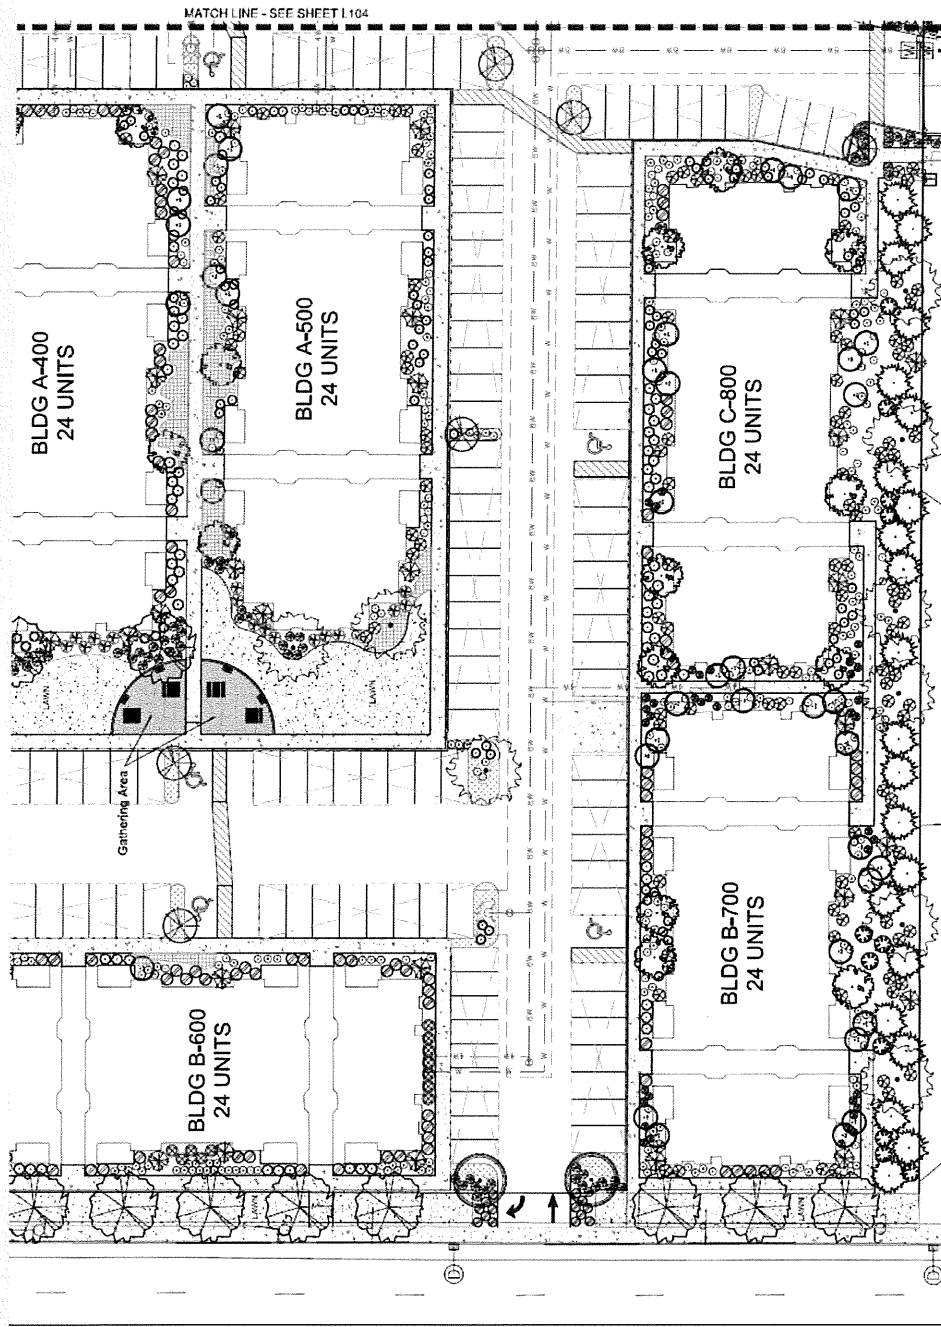 MATCH LINE - SEE SHEET L104
BLDG A-400
24 UNITS
BLDG A-500
24 UNITS
BLDG C-800
24 UNITS
LAWN
LAWN
Gathering Area
BLDG B-700
24 UNITS
BLDG B-600
24 UNITS
LAWN
LAWN
D
D